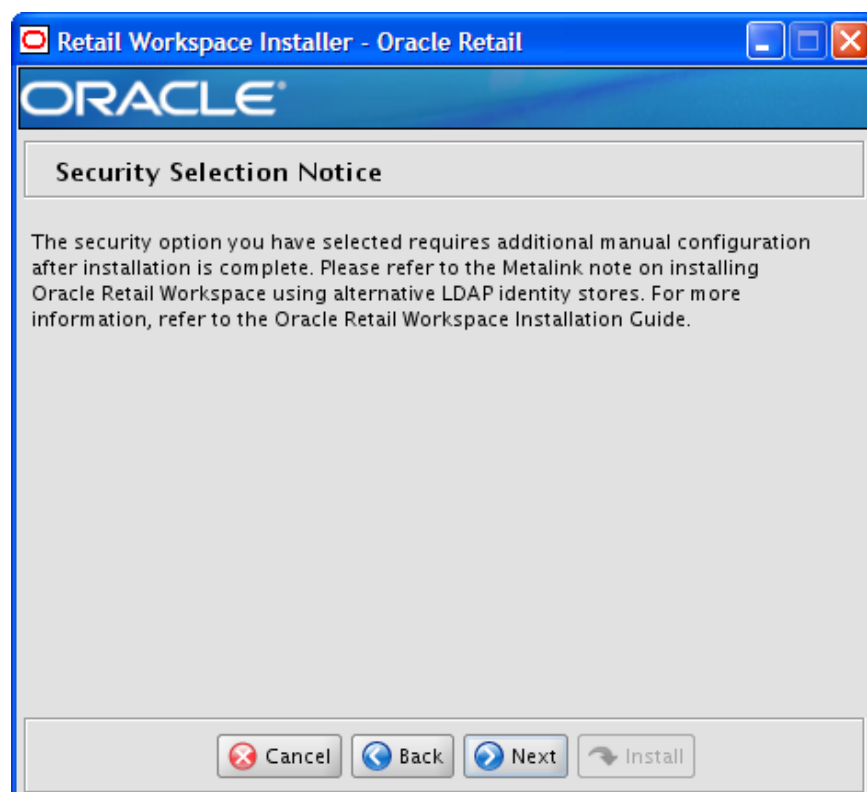 Retail Workspace Installer - Oracle Retail
ORACLE®
Security Selection Notice
The security option you have selected requires additional manual configuration
after installation is complete. Please refer to the Metalink note on installing
Oracle Retail Workspace using alternative LDAP identity stores. For more
information, refer to the Oracle Retail Workspace Installation Guide.
Cancel Back Next Install